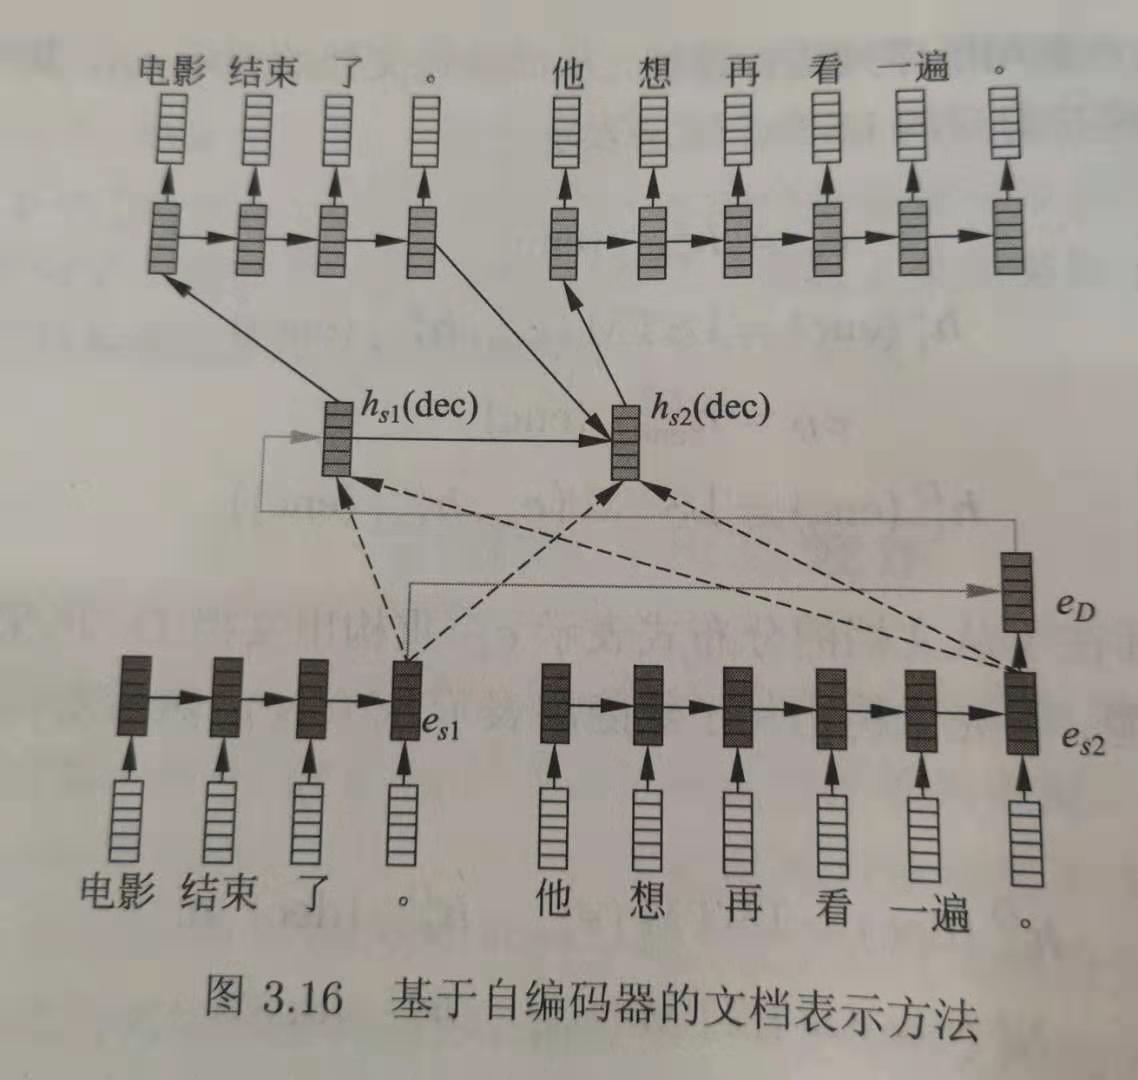 电影 结束 了 。 他 想 再 看 一遍 。
h_{s1}(dec) h_{s2}(dec)
e_D
e_{s1} e_{s2}
电影 结束 了 。 他 想 再 看 一遍 。
图 3.16 基于自编码器的文档表示方法